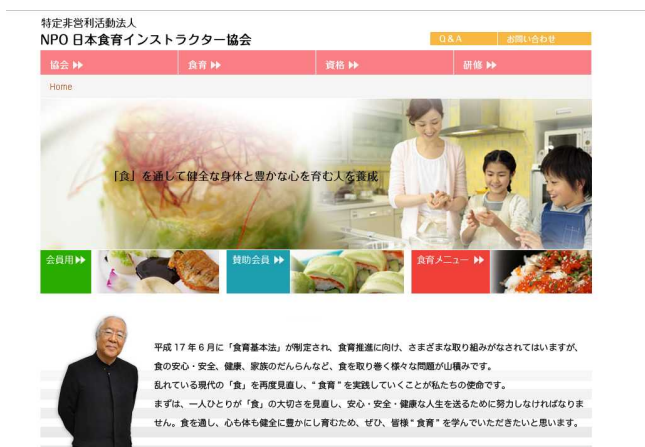 特定非営利活動法人
NPO 日本食育インストラクター協会
Q&A
お問い合わせ
協会
食育
資格
研修
Home
「食」を通して健全な身体と豊かな心を育む人を養成
会員用
賛助会員
食育メニュー
平成 17 年 6 月に「食育基本法」が制定され、食育推進に向け、さまざまな取り組みがなされてはいますが、
食の安心・安全、健康、家族のだんらんなど、食を取り巻く様々な問題が山積みです。
乱れている現代の「食」を再度見直し、“ 食育 ” を実践していくことが私たちの使命です。
まずは、一人ひとりが「食」の大切さを見直し、安心・安全・健康な人生を送るために努力しなければなりま
せん。食を通し、心も体も健全に豊かにし育むため、ぜひ、皆様“ 食育 ” を学んでいただきたいと思います。